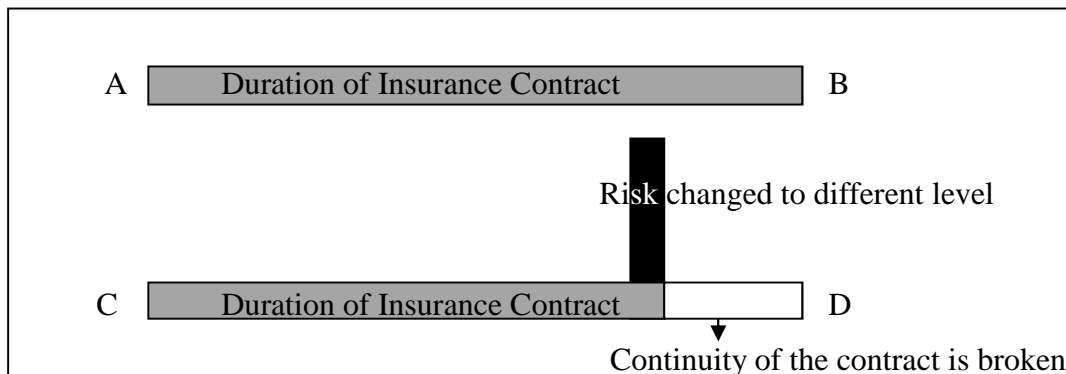 A Duration of Insurance Contract B
Risk changed to different level
C Duration of Insurance Contract D
Continuity of the contract is broken